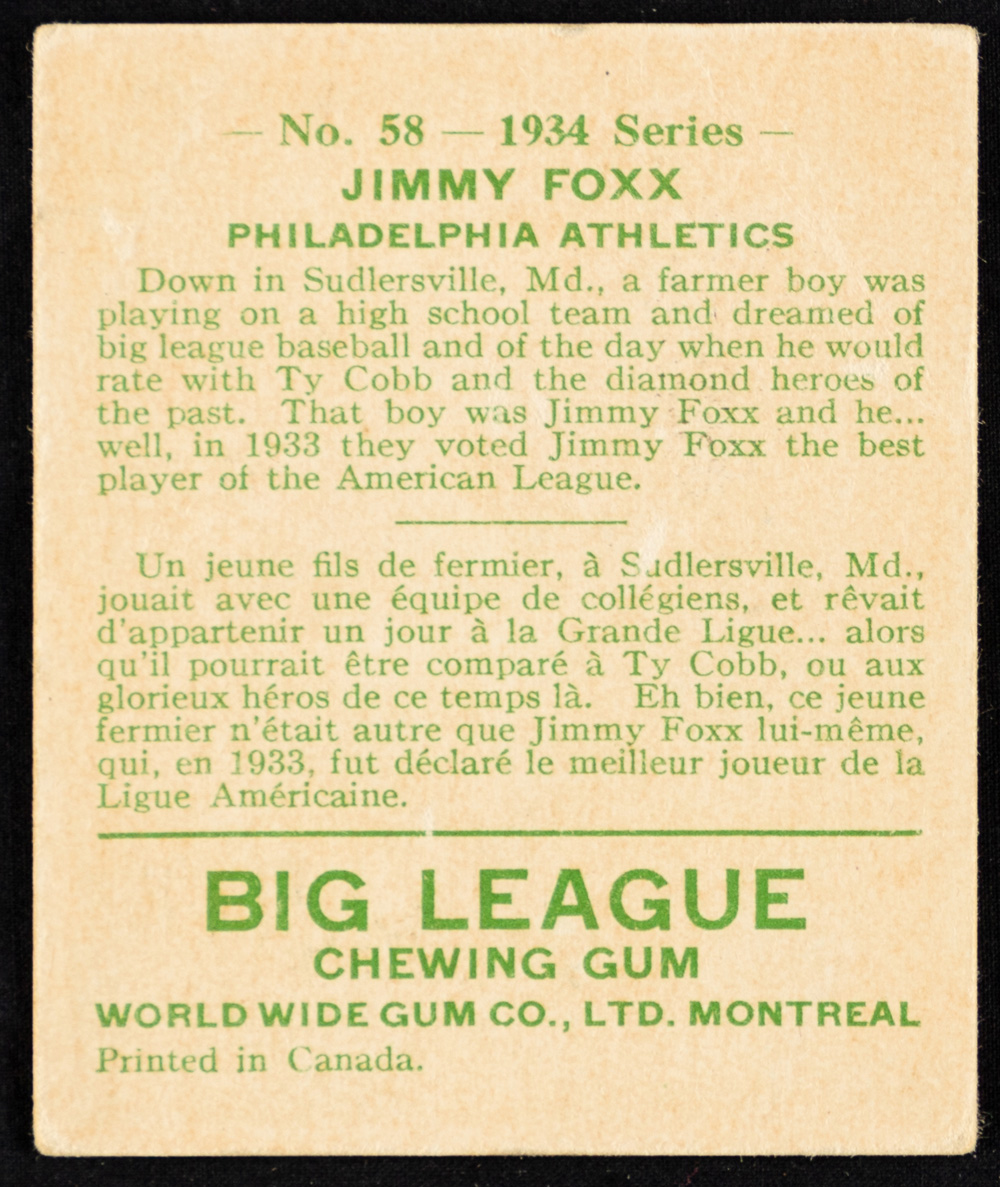 — No. 58 — 1934 Series —
JIMMY FOXX
PHILADELPHIA ATHLETICS
Down in Sudlersville, Md., a farmer boy was
playing on a high school team and dreamed of
big league baseball and of the day when he would
rate with Ty Cobb and the diamond heroes of
the past. That boy was Jimmy Foxx and he...
well, in 1933 they voted Jimmy Foxx the best
player of the American League.
Un jeune fils de fermier, à Sudlersville, Md.,
jouait avec une équipe de collégiens, et rêvait
d'appartenir un jour à la Grande Ligue... alors
qu'il pourrait être comparé à Ty Cobb, ou aux
glorieux héros de ce temps là. Eh bien, ce jeune
fermier n'était autre que Jimmy Foxx lui-même,
qui, en 1933, fut déclaré le meilleur joueur de la
Ligue Américaine.
BIG LEAGUE
CHEWING GUM
WORLD WIDE GUM CO., LTD. MONTREAL
Printed in Canada.